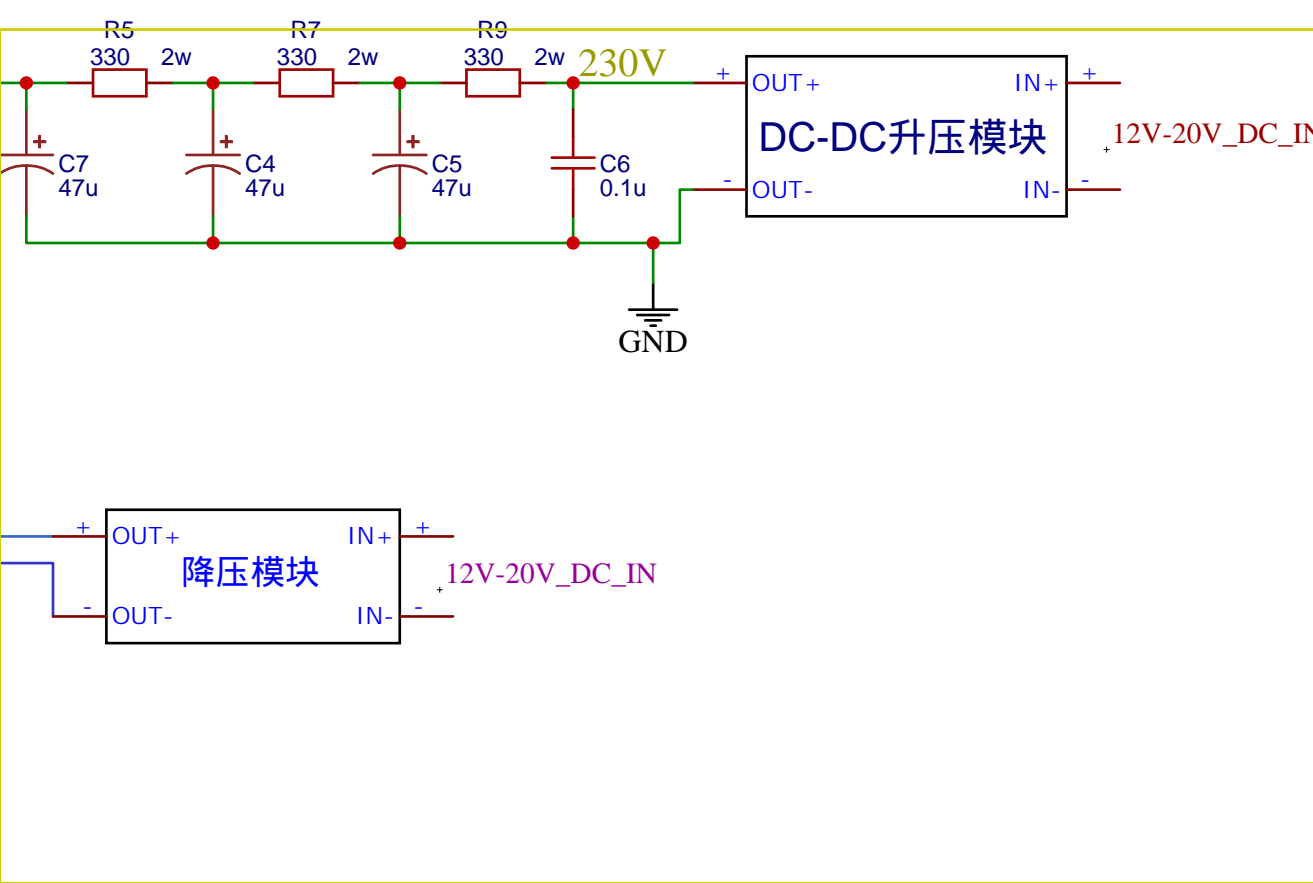 R5 R7 R9
330 2w 330 2w 330 2w 230V
+ OUT+ IN+ +
DC-DC升压模块
12V-20V_DC_IN
+ + +
C7 C4 C5 C6
47u 47u 47u 0.1u
- OUT- IN- -
GND
+ OUT+ IN+ +
降压模块
12V-20V_DC_IN
- OUT- IN- -